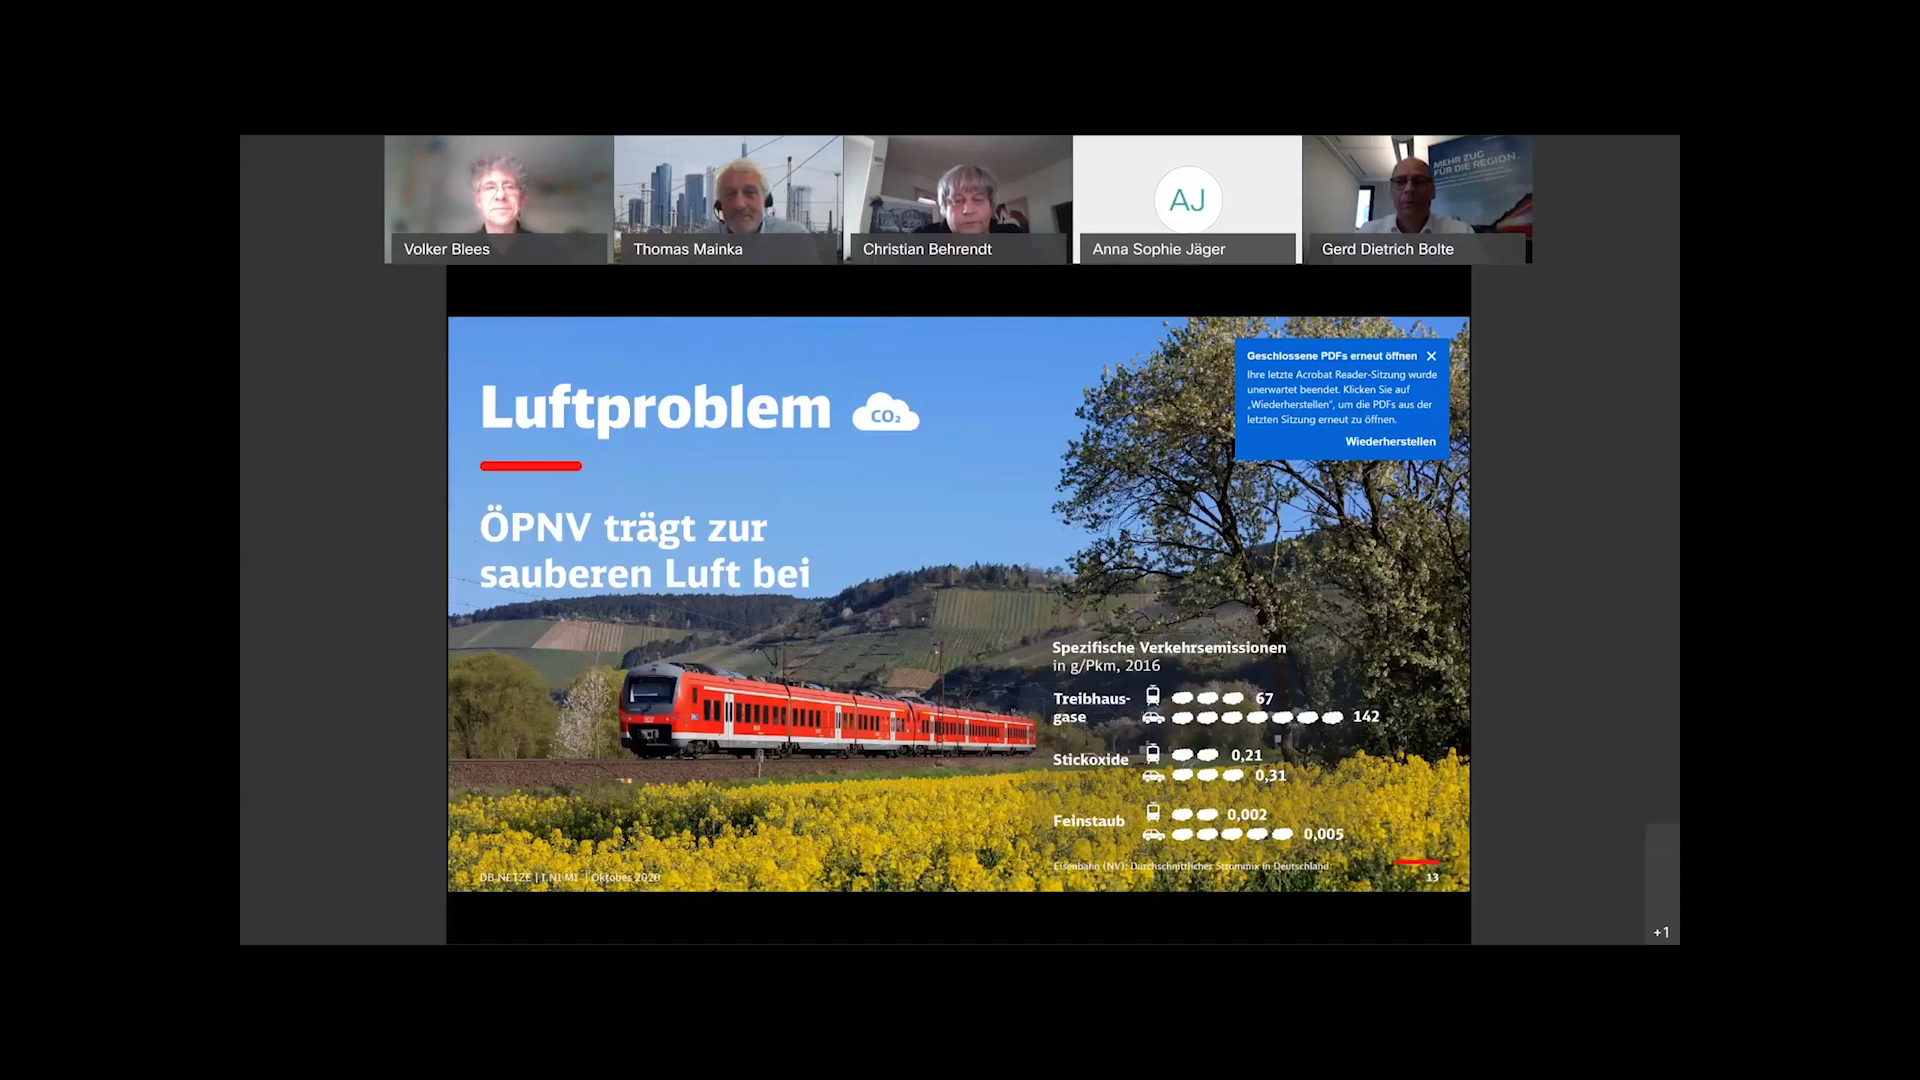 MEHR ZUG
FÜR DIE REGION.
AJ
Volker Blees
Thomas Mainka
Christian Behrendt
Anna Sophie Jäger
Gerd Dietrich Bolte
Geschlossene PDFs erneut öffnen
Ihre letzte Acrobat Reader-Sitzung wurde
unerwartet beendet. Klicken Sie auf
„Wiederherstellen“, um die PDFs aus der
letzten Sitzung erneut zu öffnen.
Wiederherstellen
Luftproblem CO₂
ÖPNV trägt zur
sauberen Luft bei
Spezifische Verkehrsemissionen
in g/Pkm, 2016
Treibhaus-
gase
67
142
Stickoxide
0,21
0,31
Feinstaub
0,002
0,005
Eisenbahn (NV): Durchschnittlicher Strommix in Deutschland
DB NETZE | I.NI-MI | Oktober 2020
13
+1